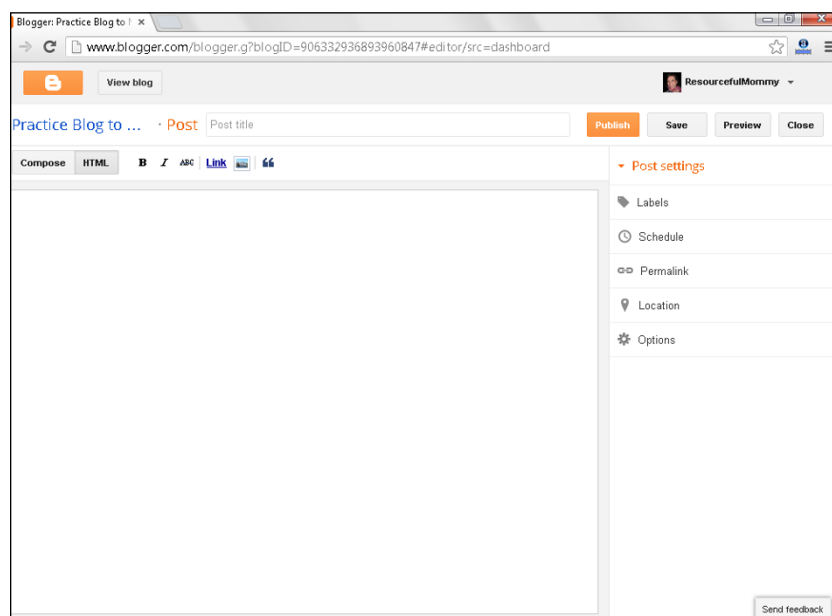 Blogger: Practice Blog to
www.blogger.com/blogger.g?blogID=906332936893960847#editor/src=dashboard
View blog
ResourcefulMommy
Practice Blog to ... · Post Post title Publish Save Preview Close
Compose HTML B I ABC Link
Post settings
Labels
Schedule
Permalink
Location
Options
Send feedback